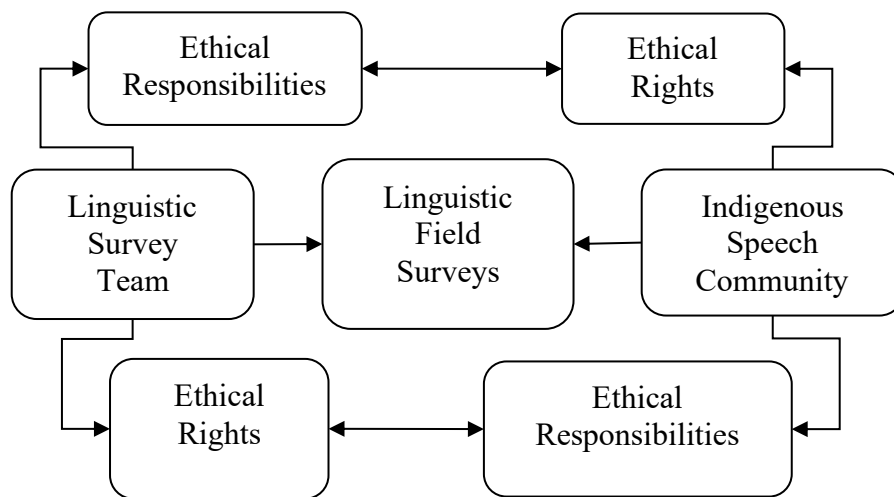 Ethical
Responsibilities
Ethical
Rights
Linguistic
Survey
Team
Linguistic
Field
Surveys
Indigenous
Speech
Community
Ethical
Rights
Ethical
Responsibilities